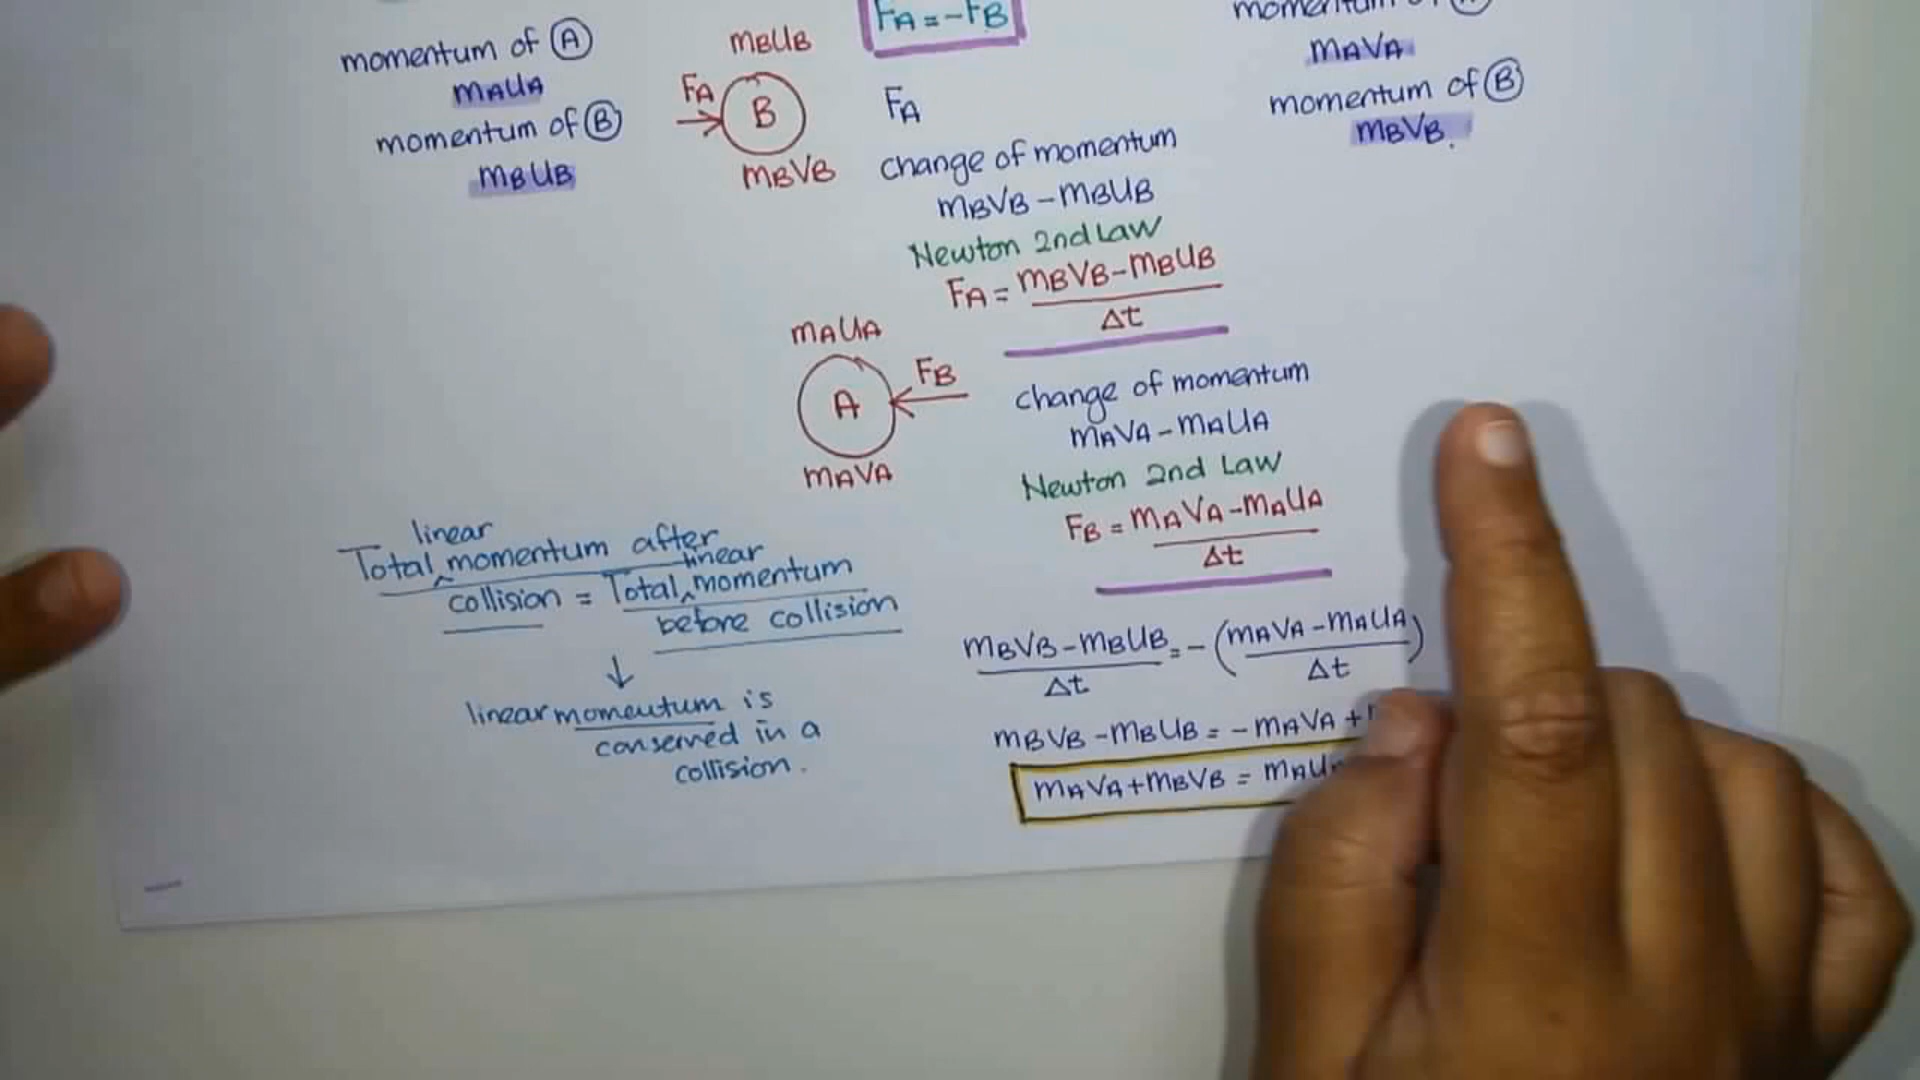 momentum of A
mAUA
momentum of B
mBUB
mBUB
FA
B
mBVB
FA = -FB
FA
change of momentum
mBVB - mBUB
Newton 2nd Law
FA = mBVB - mBUB
Δt
mAVA
momentum of B
mBVB.
mAUA
A
FB
mAVA
change of momentum
mAVA - mAUA
Newton 2nd Law
FB = mAVA - mAUA
Δt
linear
Total ^ momentum after
linear
collision = Total ^ momentum
before collision
↓
linear momentum is
conserved in a
collision.
mBVB - mBUB = - (mAVA - mAUA)
Δt Δt
mBVB - mBUB = - mAVA +
mAVA + mBVB = mAU